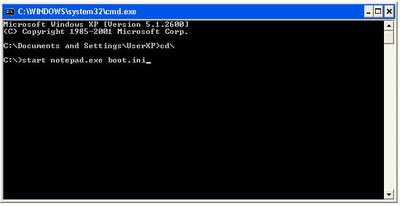 C:\WINDOWS\system32\cmd.exe
Microsoft Windows XP [Version 5.1.2600]
(C) Copyright 1985-2001 Microsoft Corp.
C:\Documents and Settings\UserXP>cd\
C:\>start notepad.exe boot.ini_